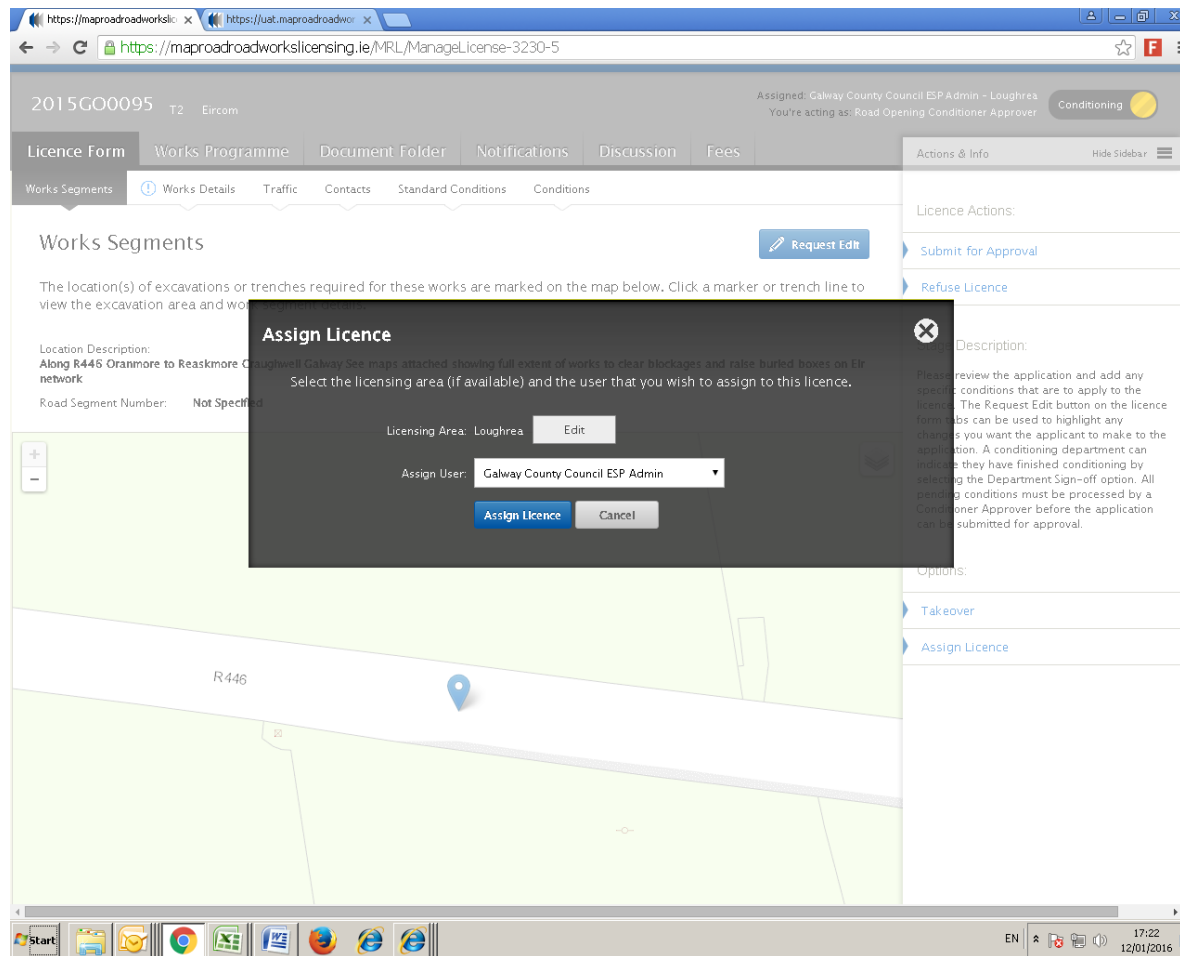 https://maproadroadworkslic
https://uat.maproadroadwor
https://maproadroadworkslicensing.ie/MRL/ManageLicense-3230-5
2015GO0095 T2 Eircom
Assigned: Galway County Council ESP Admin - Loughrea
You're acting as: Road Opening Conditioner Approver
Conditioning
Licence Form Works Programme Document Folder Notifications Discussion Fees
Actions & Info Hide Sidebar
Works Segments Works Details Traffic Contacts Standard Conditions Conditions
Works Segments
Request Edit
The location(s) of excavations or trenches required for these works are marked on the map below. Click a marker or trench line to
view the excavation area and work segment details.
Location Description:
Along R446 Oranmore to Reaskmore Craughwell Galway See maps attached showing full extent of works to clear blockages and raise buried boxes on Eir
network
Road Segment Number: Not Specified
Assign Licence
Select the licensing area (if available) and the user that you wish to assign to this licence.
Licensing Area: Loughrea Edit
Assign User: Galway County Council ESP Admin
Assign Licence Cancel
R446
Licence Actions:
Submit for Approval
Refuse Licence
Stage Description:
Please review the application and add any
specific conditions that are to apply to the
licence. The Request Edit button on the licence
form tabs can be used to highlight any
changes you want the applicant to make to the
application. A conditioning department can
indicate they have finished conditioning by
selecting the Department Sign-off option. All
pending conditions must be processed by a
Conditioner Approver before the application
can be submitted for approval.
Options:
Takeover
Assign Licence
Start
EN
17:22
12/01/2016